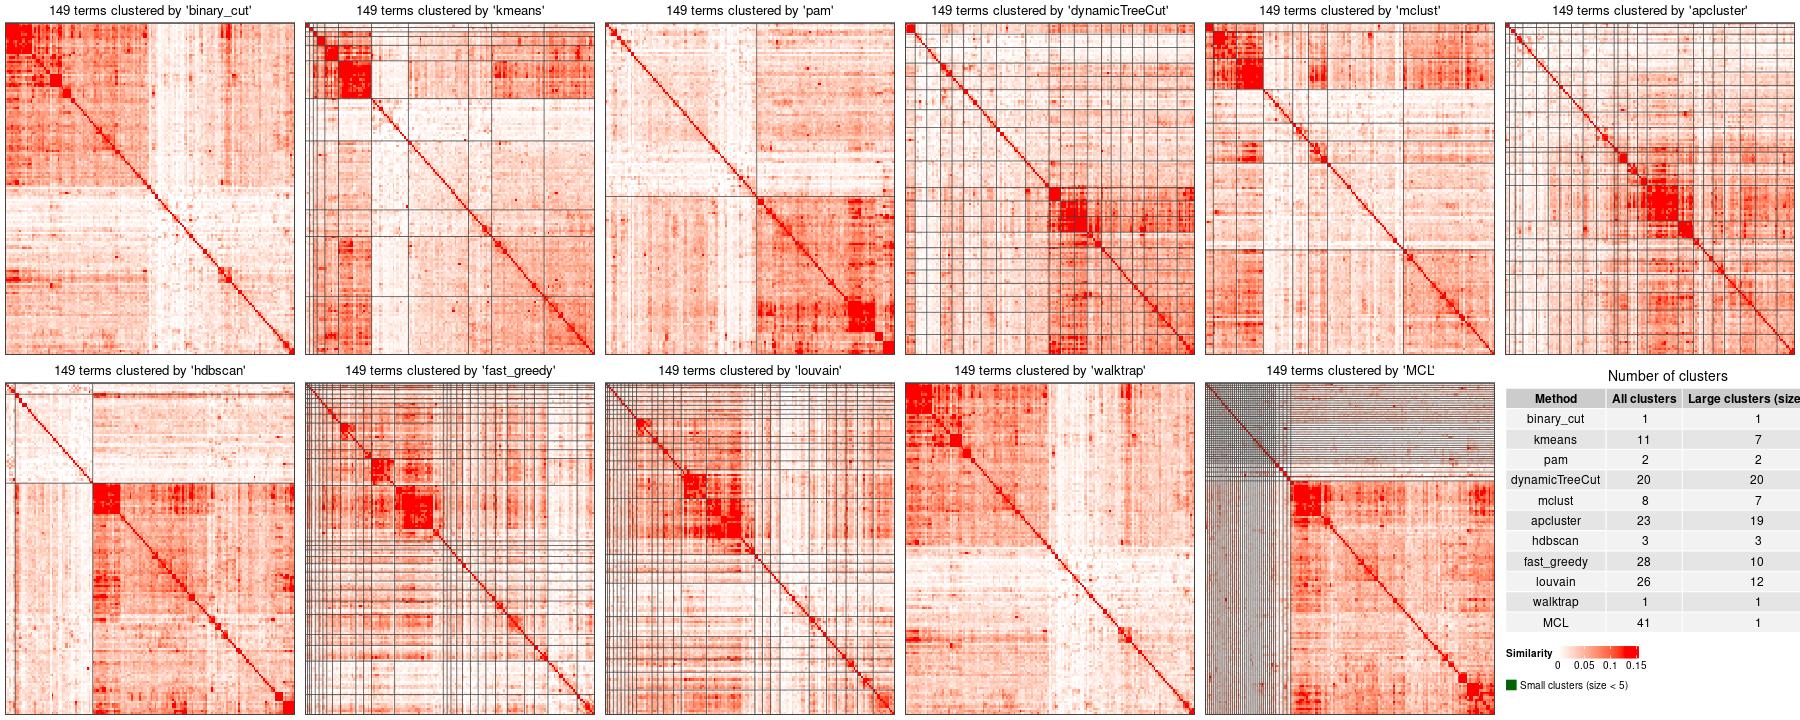 149 terms clustered by 'binary_cut'
149 terms clustered by 'kmeans'
149 terms clustered by 'pam'
149 terms clustered by 'dynamicTreeCut'
149 terms clustered by 'mclust'
149 terms clustered by 'apcluster'
149 terms clustered by 'hdbscan'
149 terms clustered by 'fast_greedy'
149 terms clustered by 'louvain'
149 terms clustered by 'walktrap'
149 terms clustered by 'MCL'
Number of clusters
Method All clusters Large clusters (size
binary_cut 1 1
kmeans 11 7
pam 2 2
dynamicTreeCut 20 20
mclust 8 7
apcluster 23 19
hdbscan 3 3
fast_greedy 28 10
louvain 26 12
walktrap 1 1
MCL 41 1
Similarity
0 0.05 0.1 0.15
Small clusters (size < 5)